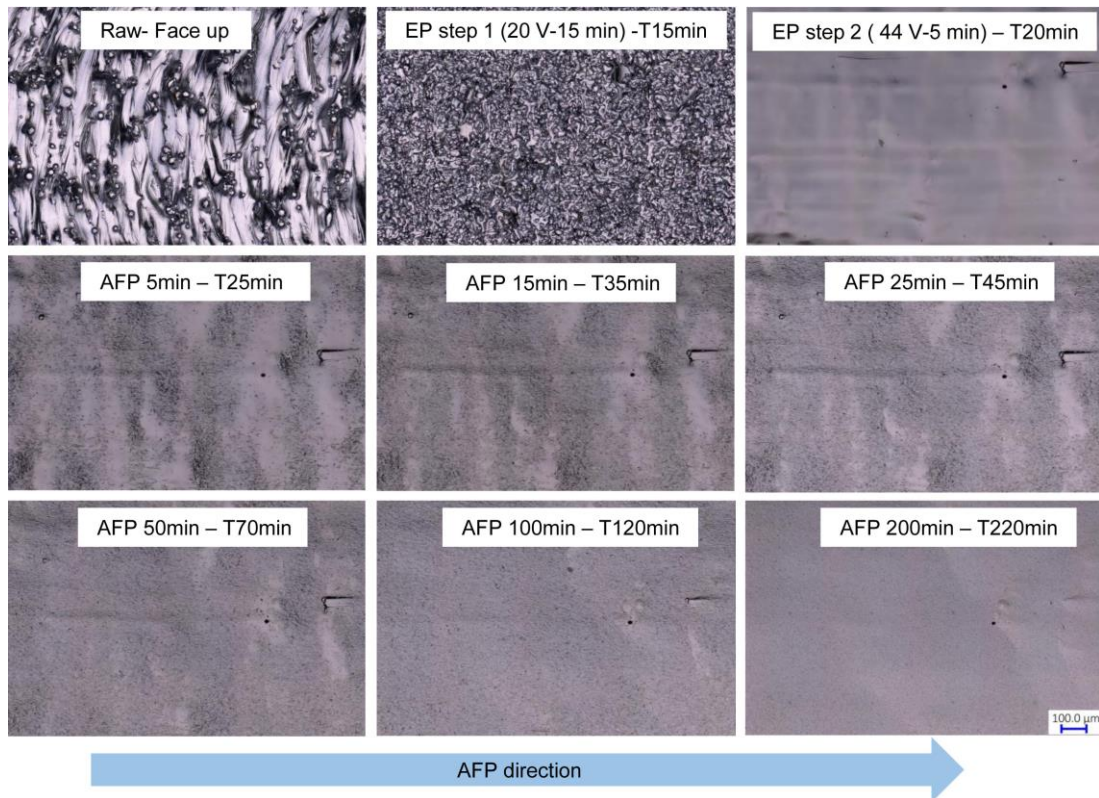 Raw- Face up
EP step 1 (20 V-15 min) -T15min
EP step 2 ( 44 V-5 min) – T20min
AFP 5min – T25min
AFP 15min – T35min
AFP 25min – T45min
AFP 50min – T70min
AFP 100min – T120min
AFP 200min – T220min
100.0 µm
AFP direction